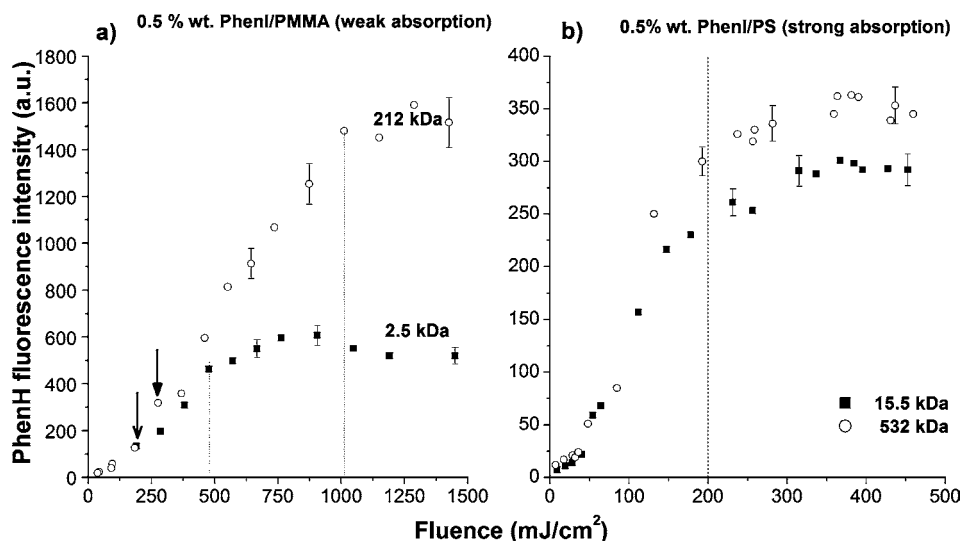 a) 0.5 % wt. PhenI/PMMA (weak absorption)
b) 0.5% wt. PhenI/PS (strong absorption)
PhenH fluorescence intensity (a.u.)
1800
1600
1400
1200
1000
800
600
400
200
0
212 kDa
2.5 kDa
0 250 500 750 1000 1250 1500
400
350
300
250
200
150
100
50
0
15.5 kDa
532 kDa
0 100 200 300 400 500
Fluence (mJ/cm²)